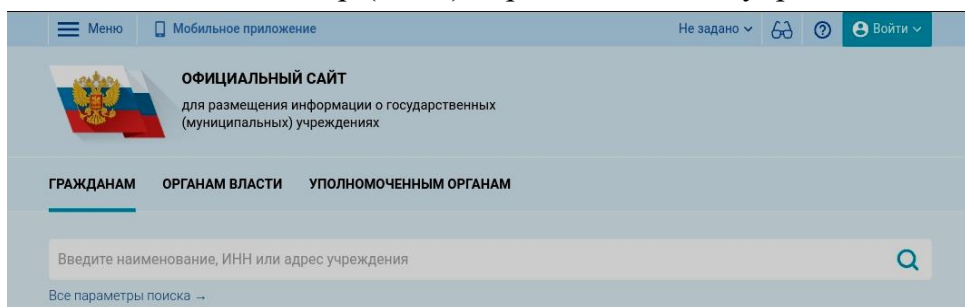 Меню Мобильное приложение Не задано Войти
ОФИЦИАЛЬНЫЙ САЙТ
для размещения информации о государственных
(муниципальных) учреждениях
ГРАЖДАНАМ ОРГАНАМ ВЛАСТИ УПОЛНОМОЧЕННЫМ ОРГАНАМ
Введите наименование, ИНН или адрес учреждения
Все параметры поиска →